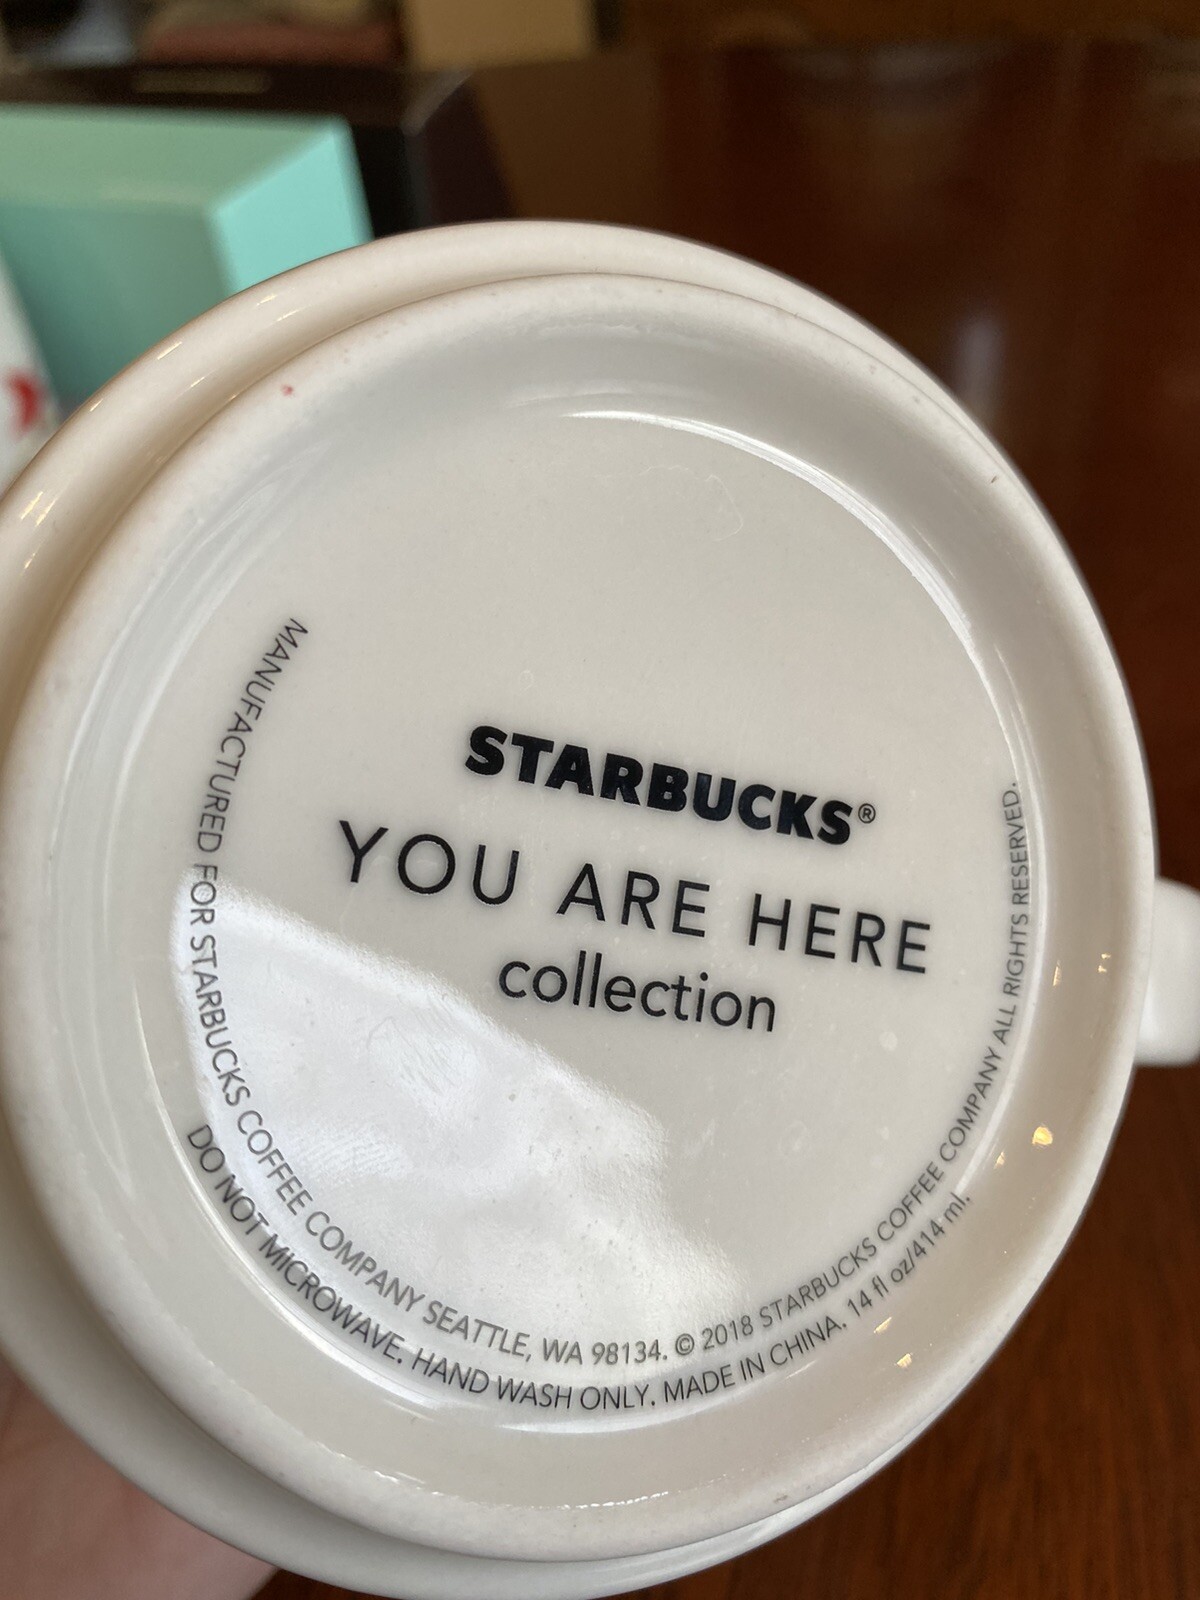 STARBUCKS®
YOU ARE HERE
collection
MANUFACTURED FOR STARBUCKS COFFEE COMPANY SEATTLE, WA 98134. © 2018 STARBUCKS COFFEE COMPANY ALL RIGHTS RESERVED.
DO NOT MICROWAVE. HAND WASH ONLY. MADE IN CHINA. 14 fl oz/414 ml.